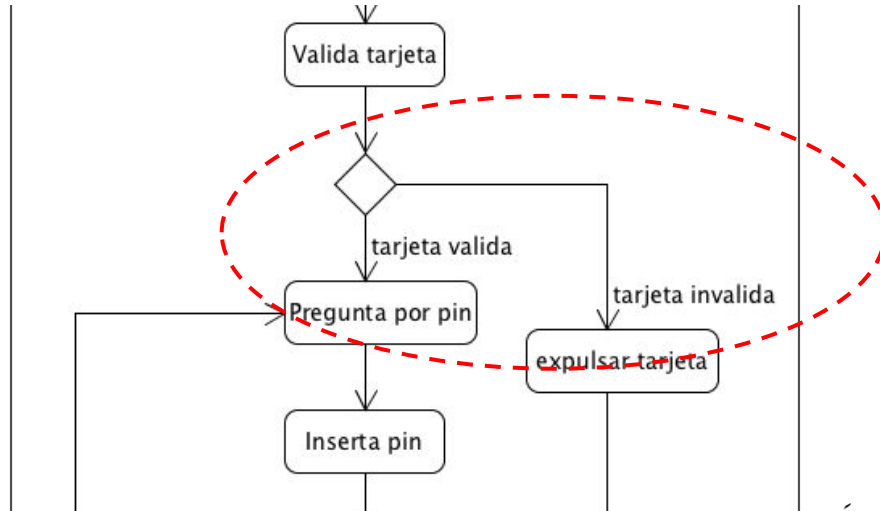 Valida tarjeta
tarjeta valida
tarjeta invalida
Pregunta por pin
expulsar tarjeta
Inserta pin